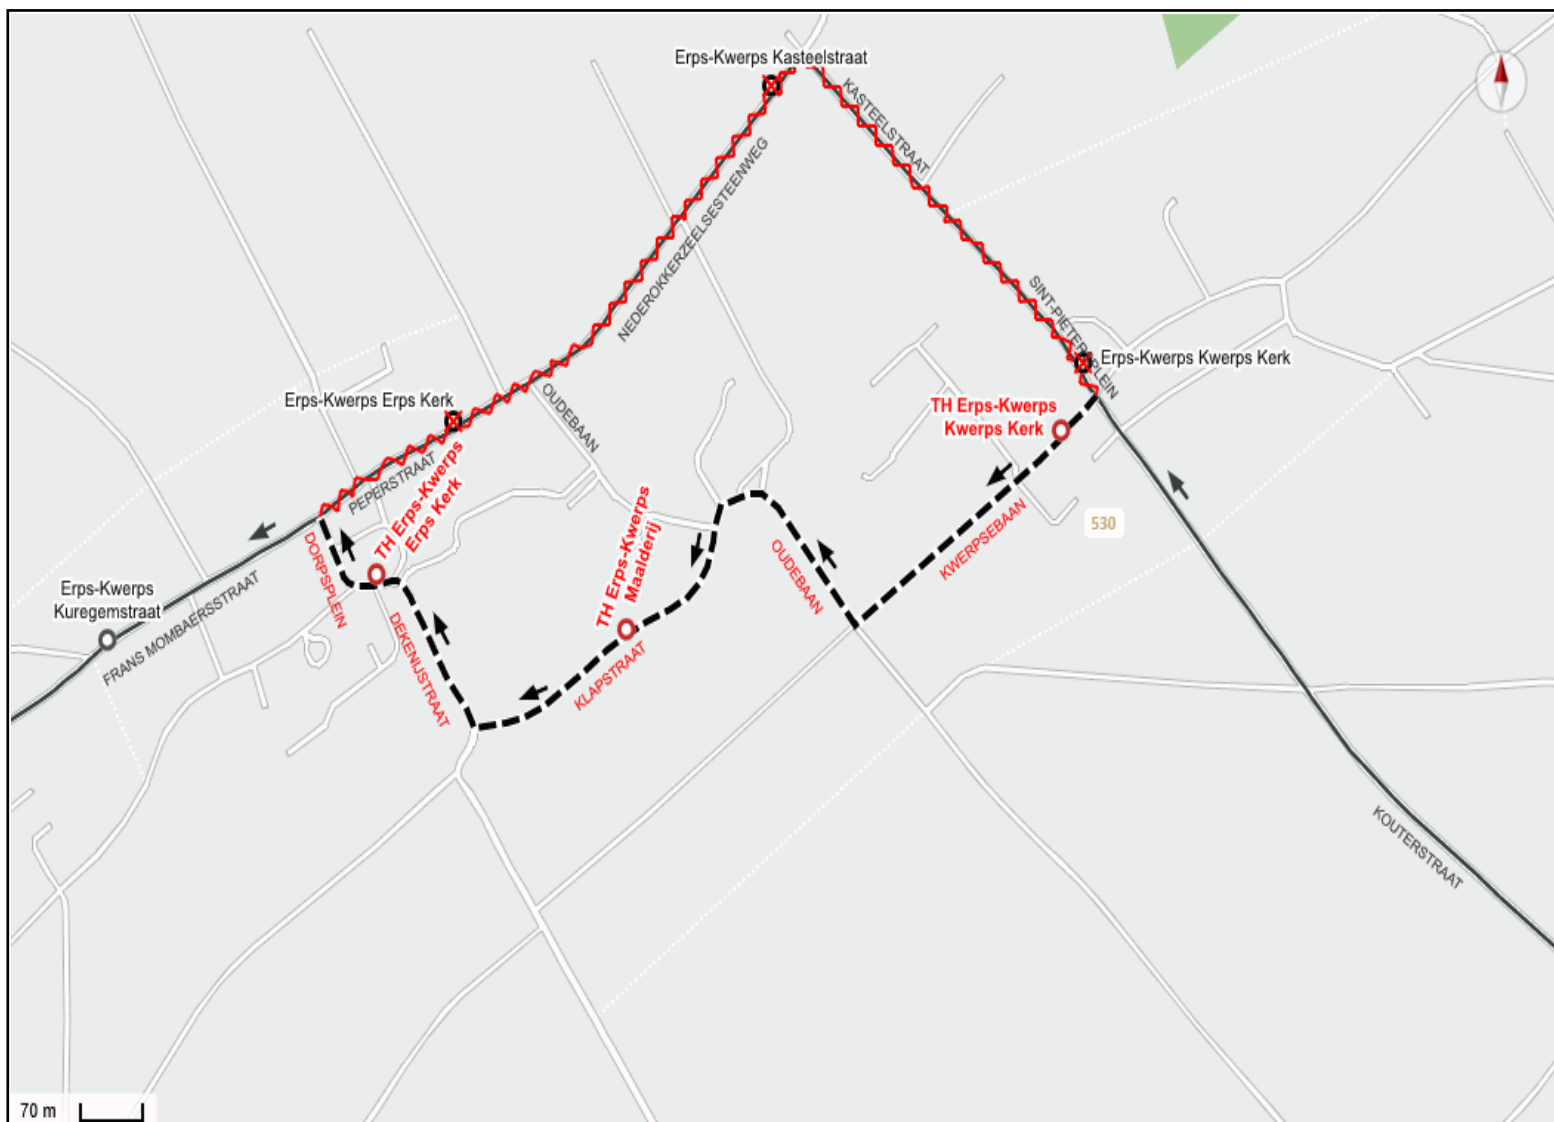 Erps-Kwerps Kasteelstraat
KASTEELSTRAAT
NEDEROKKERZEELSESTEENWEG
SINT-PIETERSPLEIN
Erps-Kwerps Kwerps Kerk
Erps-Kwerps Erps Kerk
OUDEBAAN
TH Erps-Kwerps
Kwerps Kerk
PEPERSTRAAT
TH Erps-Kwerps
Erps Kerk
TH Erps-Kwerps
Maalderij
530
KWERPSEBAAN
OUDEBAAN
DORPSPLEIN
Erps-Kwerps
Kuregemstraat
FRANS MOMBAERSSTRAAT
DEKENIJSTRAAT
KLAPSTRAAT
KOUTERSTRAAT
70 m